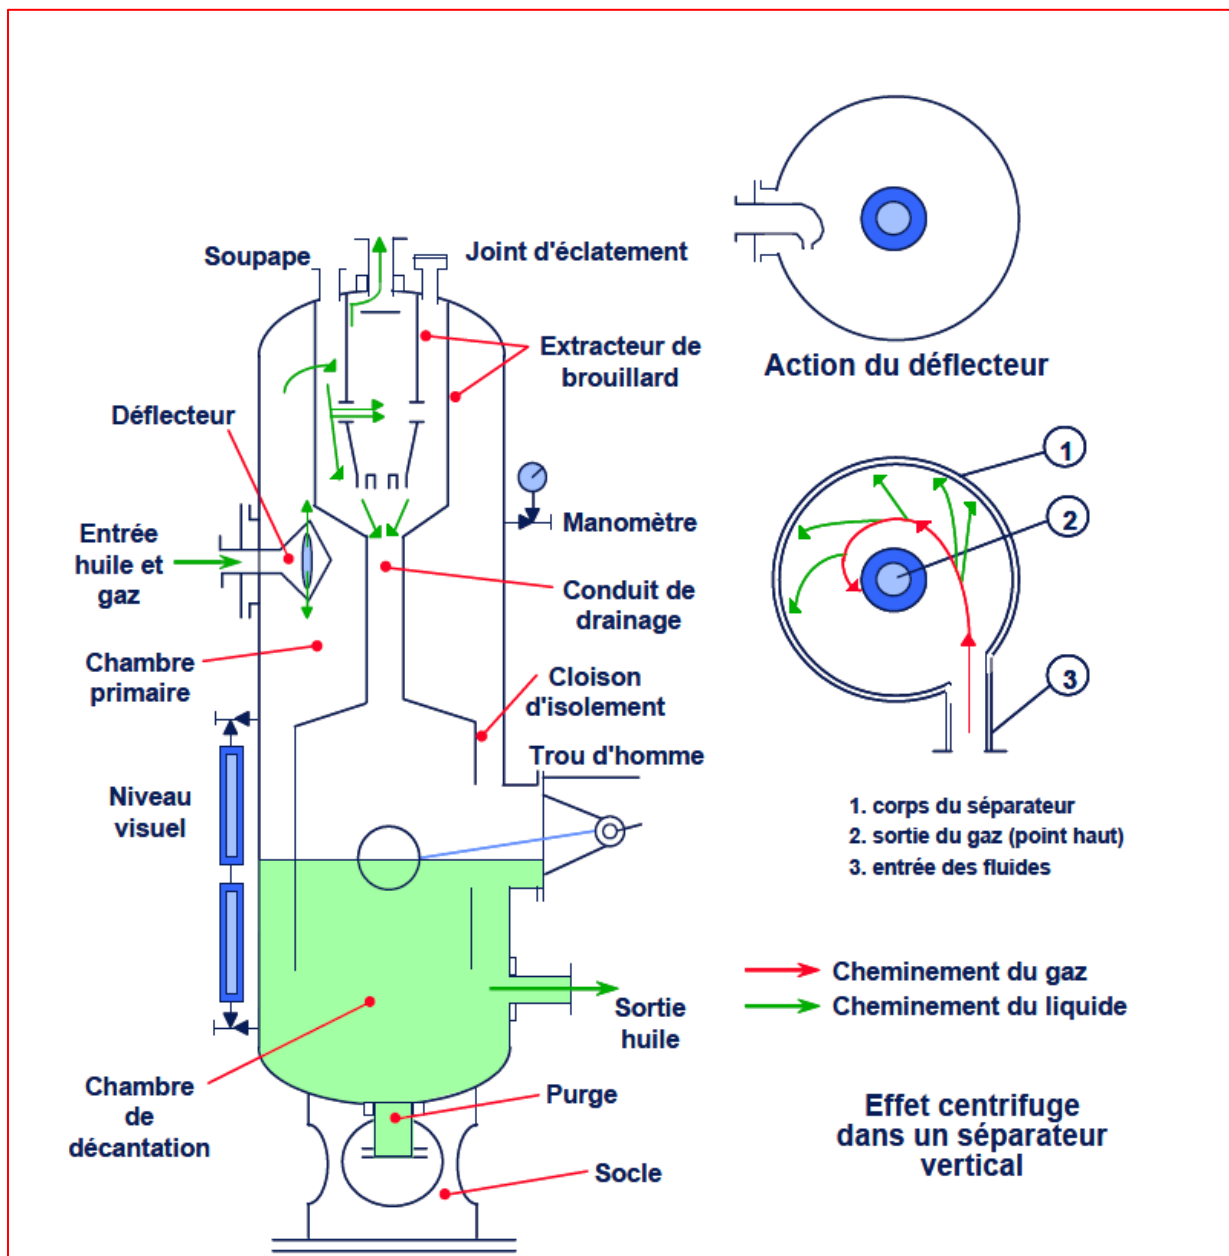 Soupape
Joint d'éclatement
Extracteur de
brouillard
Déflecteur
Entrée
huile et
gaz
Manomètre
Conduit de
drainage
Chambre
primaire
Cloison
d'isolement
Trou d'homme
Niveau
visuel
Sortie
huile
Chambre
de
décantation
Purge
Socle
Action du déflecteur
1
2
3
1. corps du séparateur
2. sortie du gaz (point haut)
3. entrée des fluides
Cheminement du gaz
Cheminement du liquide
Effet centrifuge
dans un séparateur
vertical